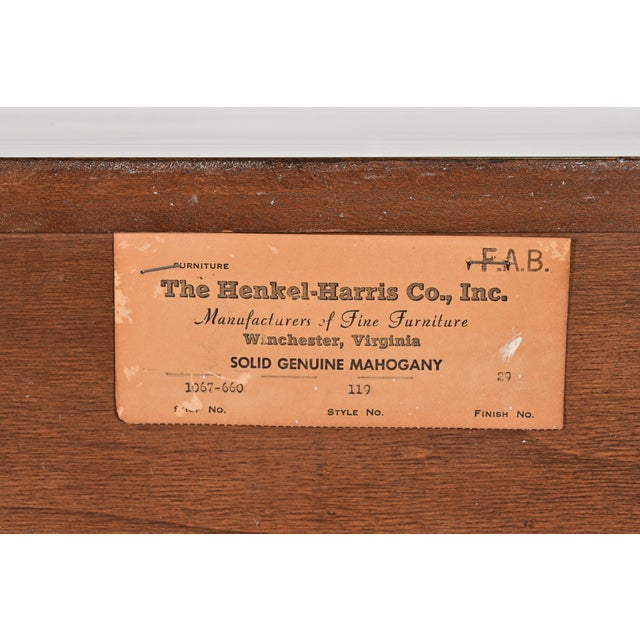 FURNITURE F.A.B.
The Henkel-Harris Co., Inc.
Manufacturers of Fine Furniture
Winchester, Virginia
SOLID GENUINE MAHOGANY
1067-660 119 29
Shop No. Style No. Finish No.